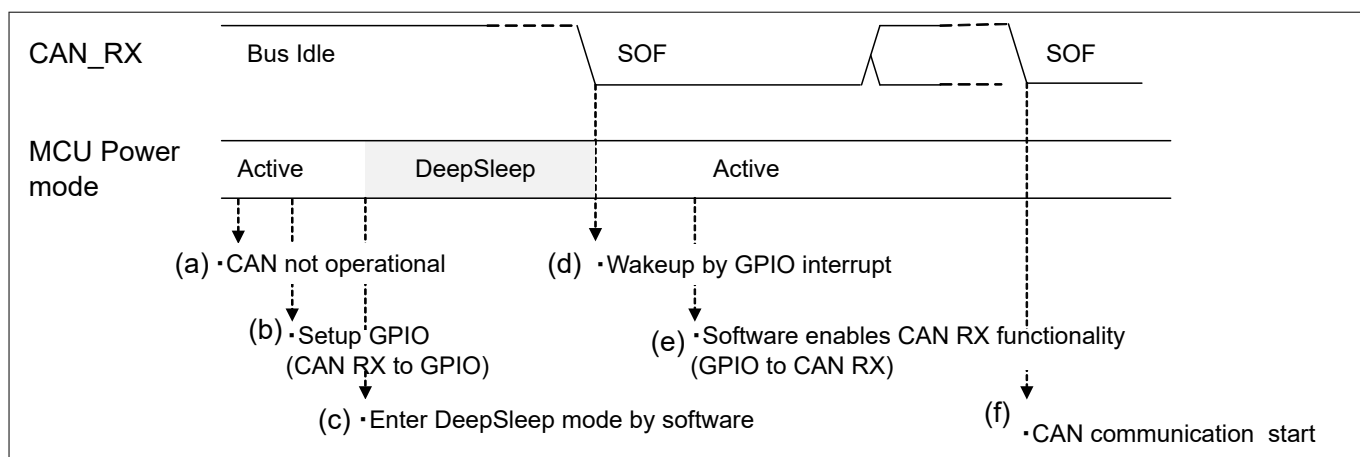 CAN_RX
Bus Idle
SOF
SOF
MCU Power
mode
Active
DeepSleep
Active
(a) ・CAN not operational
(d) ・Wakeup by GPIO interrupt
(b) ・Setup GPIO
(CAN RX to GPIO)
(e) ・Software enables CAN RX functionality
(GPIO to CAN RX)
(c) ・Enter DeepSleep mode by software
(f)
・CAN communication start